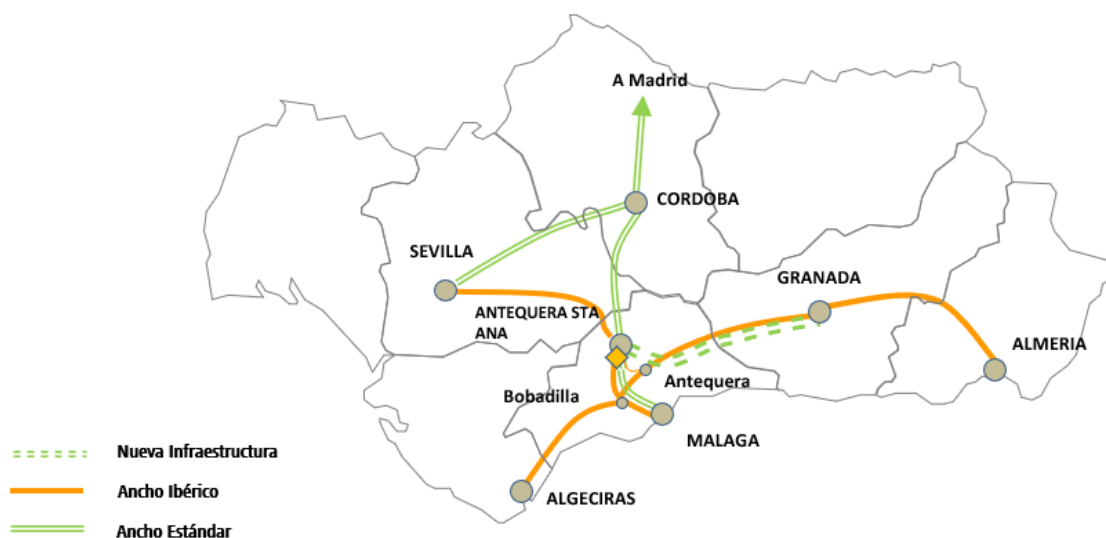 A Madrid
CORDOBA
SEVILLA
GRANADA
ANTEQUERA STA
ANA
ALMERIA
Antequera
Bobadilla
MALAGA
ALGECIRAS
Nueva Infraestructura
Ancho Ibérico
Ancho Estándar